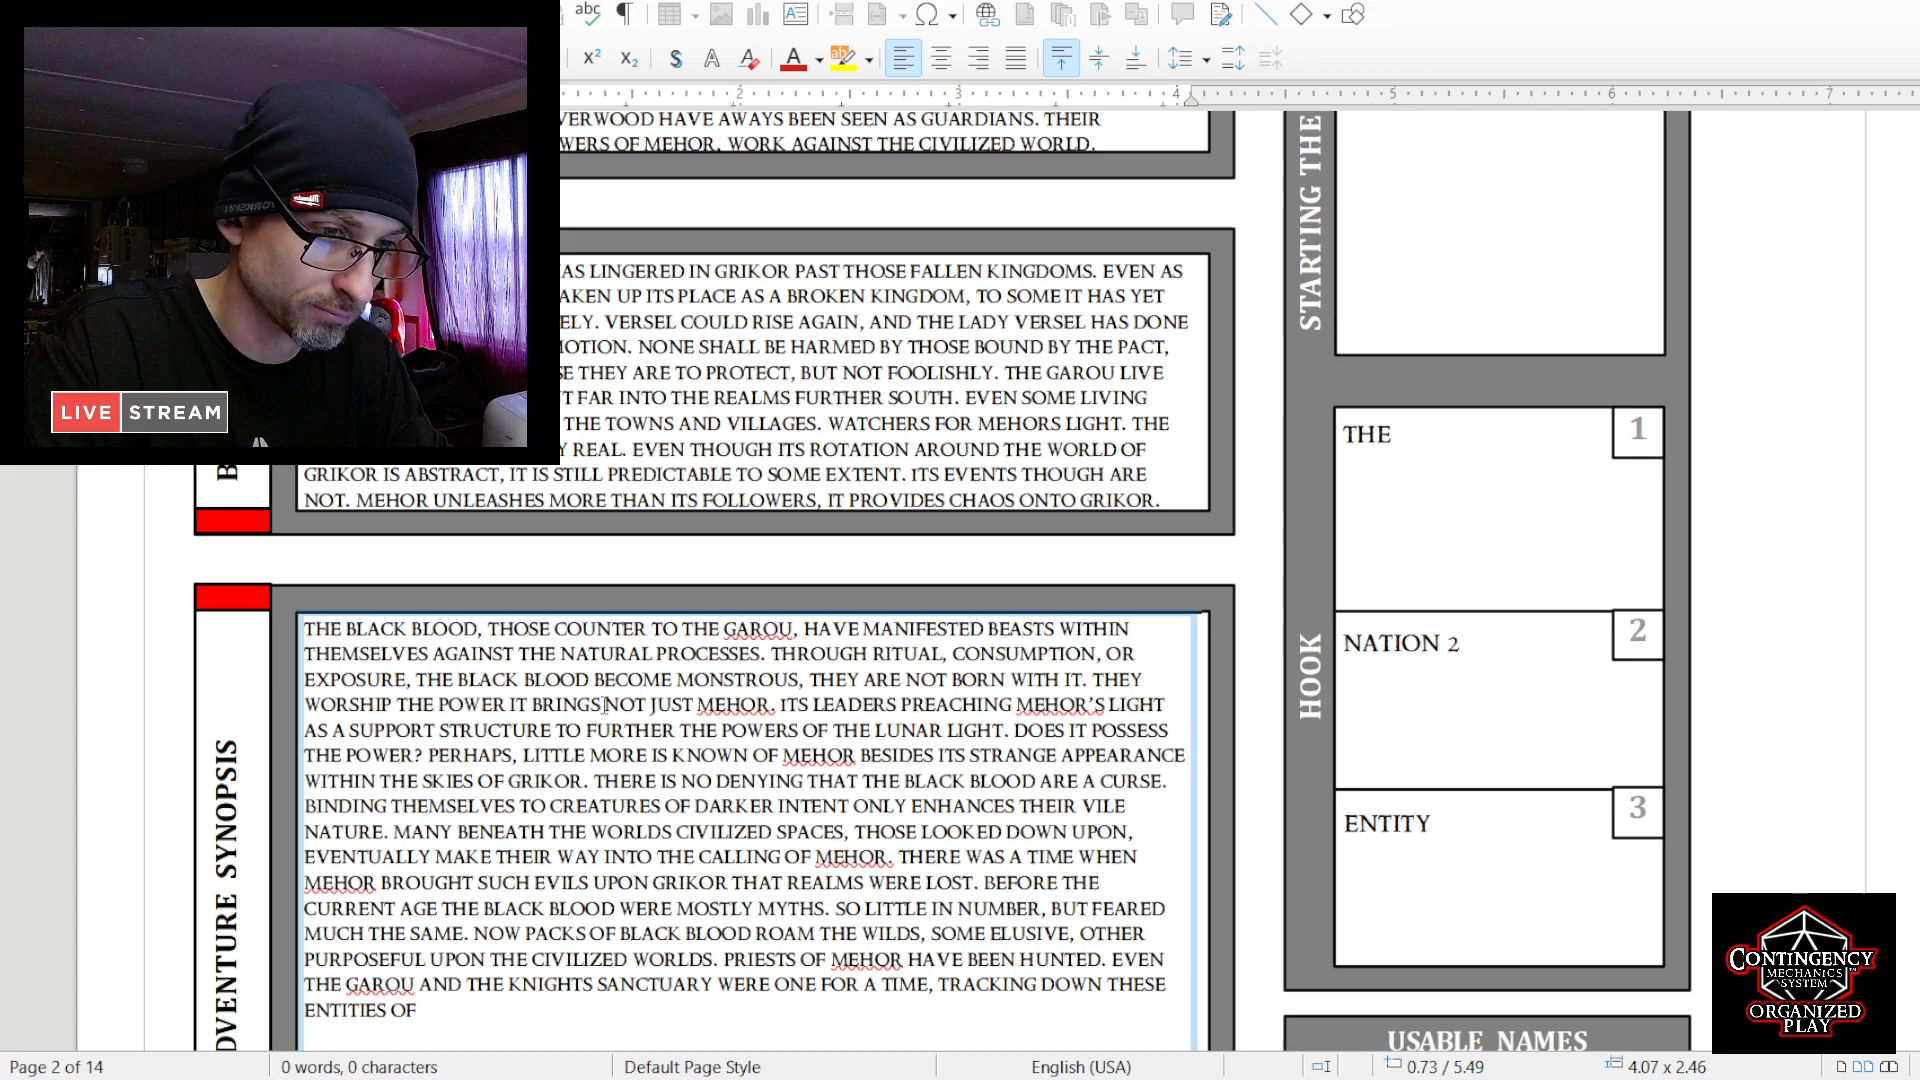 abc
2 3 4 5 6 7
VERWOOD HAVE AWAYS BEEN SEEN AS GUARDIANS. THEIR
WERS OF MEHOR, WORK AGAINST THE CIVILIZED WORLD,
AS LINGERED IN GRIKOR PAST THOSE FALLEN KINGDOMS. EVEN AS
AKEN UP ITS PLACE AS A BROKEN KINGDOM, TO SOME IT HAS YET
ELY. VERSEL COULD RISE AGAIN, AND THE LADY VERSEL HAS DONE
OTION. NONE SHALL BE HARMED BY THOSE BOUND BY THE PACT,
E THEY ARE TO PROTECT, BUT NOT FOOLISHLY. THE GAROU LIVE
T FAR INTO THE REALMS FURTHER SOUTH. EVEN SOME LIVING
THE TOWNS AND VILLAGES. WATCHERS FOR MEHORS LIGHT. THE
Y REAL. EVEN THOUGH ITS ROTATION AROUND THE WORLD OF
GRIKOR IS ABSTRACT, IT IS STILL PREDICTABLE TO SOME EXTENT. ITS EVENTS THOUGH ARE
NOT. MEHOR UNLEASHES MORE THAN ITS FOLLOWERS, IT PROVIDES CHAOS ONTO GRIKOR.
B
DVENTURE SYNOPSIS
THE BLACK BLOOD, THOSE COUNTER TO THE GAROU, HAVE MANIFESTED BEASTS WITHIN
THEMSELVES AGAINST THE NATURAL PROCESSES. THROUGH RITUAL, CONSUMPTION, OR
EXPOSURE, THE BLACK BLOOD BECOME MONSTROUS, THEY ARE NOT BORN WITH IT. THEY
WORSHIP THE POWER IT BRINGS NOT JUST MEHOR. ITS LEADERS PREACHING MEHOR'S LIGHT
AS A SUPPORT STRUCTURE TO FURTHER THE POWERS OF THE LUNAR LIGHT. DOES IT POSSESS
THE POWER? PERHAPS, LITTLE MORE IS KNOWN OF MEHOR BESIDES ITS STRANGE APPEARANCE
WITHIN THE SKIES OF GRIKOR. THERE IS NO DENYING THAT THE BLACK BLOOD ARE A CURSE.
BINDING THEMSELVES TO CREATURES OF DARKER INTENT ONLY ENHANCES THEIR VILE
NATURE. MANY BENEATH THE WORLDS CIVILIZED SPACES, THOSE LOOKED DOWN UPON,
EVENTUALLY MAKE THEIR WAY INTO THE CALLING OF MEHOR. THERE WAS A TIME WHEN
MEHOR BROUGHT SUCH EVILS UPON GRIKOR THAT REALMS WERE LOST. BEFORE THE
CURRENT AGE THE BLACK BLOOD WERE MOSTLY MYTHS. SO LITTLE IN NUMBER, BUT FEARED
MUCH THE SAME. NOW PACKS OF BLACK BLOOD ROAM THE WILDS, SOME ELUSIVE, OTHER
PURPOSEFUL UPON THE CIVILIZED WORLDS. PRIESTS OF MEHOR HAVE BEEN HUNTED. EVEN
THE GAROU AND THE KNIGHTS SANCTUARY WERE ONE FOR A TIME, TRACKING DOWN THESE
ENTITIES OF
STARTING THE
HOOK
THE
1
NATION 2
2
ENTITY
3
USABLE NAMES
LIVE STREAM
CONTINGENCY
MECHANICS
SYSTEM
ORGANIZED
PLAY
Page 2 of 14
0 words, 0 characters
Default Page Style
English (USA)
0.73 / 5.49
4.07 x 2.46